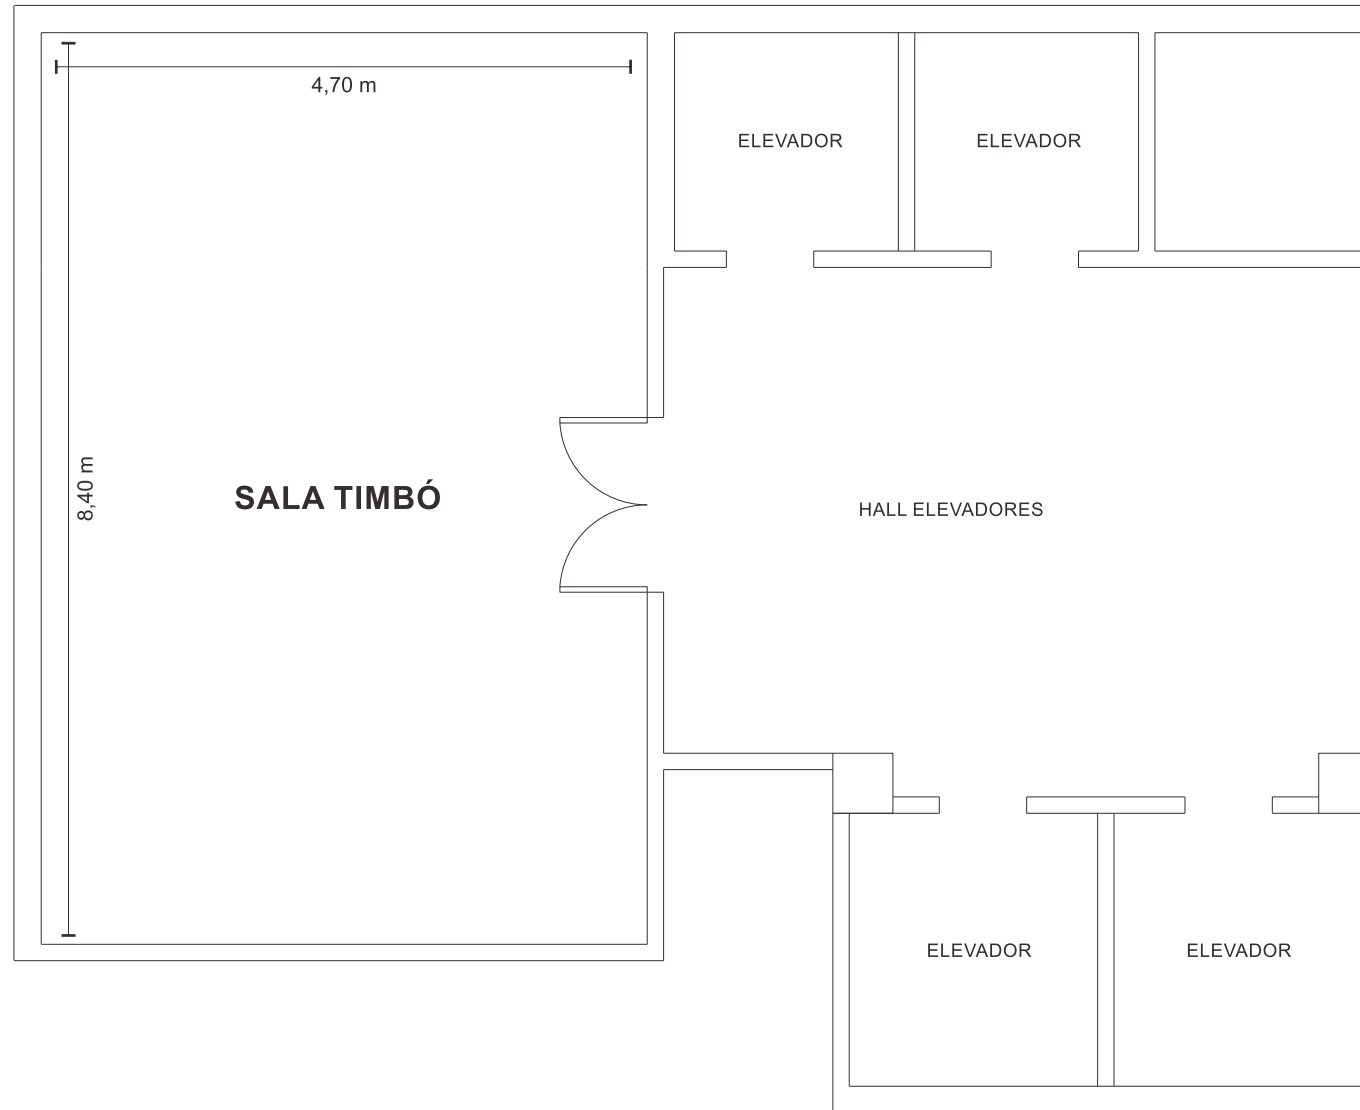 4,70 m
ELEVADOR
ELEVADOR
8,40 m
SALA TIMBÓ
HALL ELEVADORES
ELEVADOR
ELEVADOR